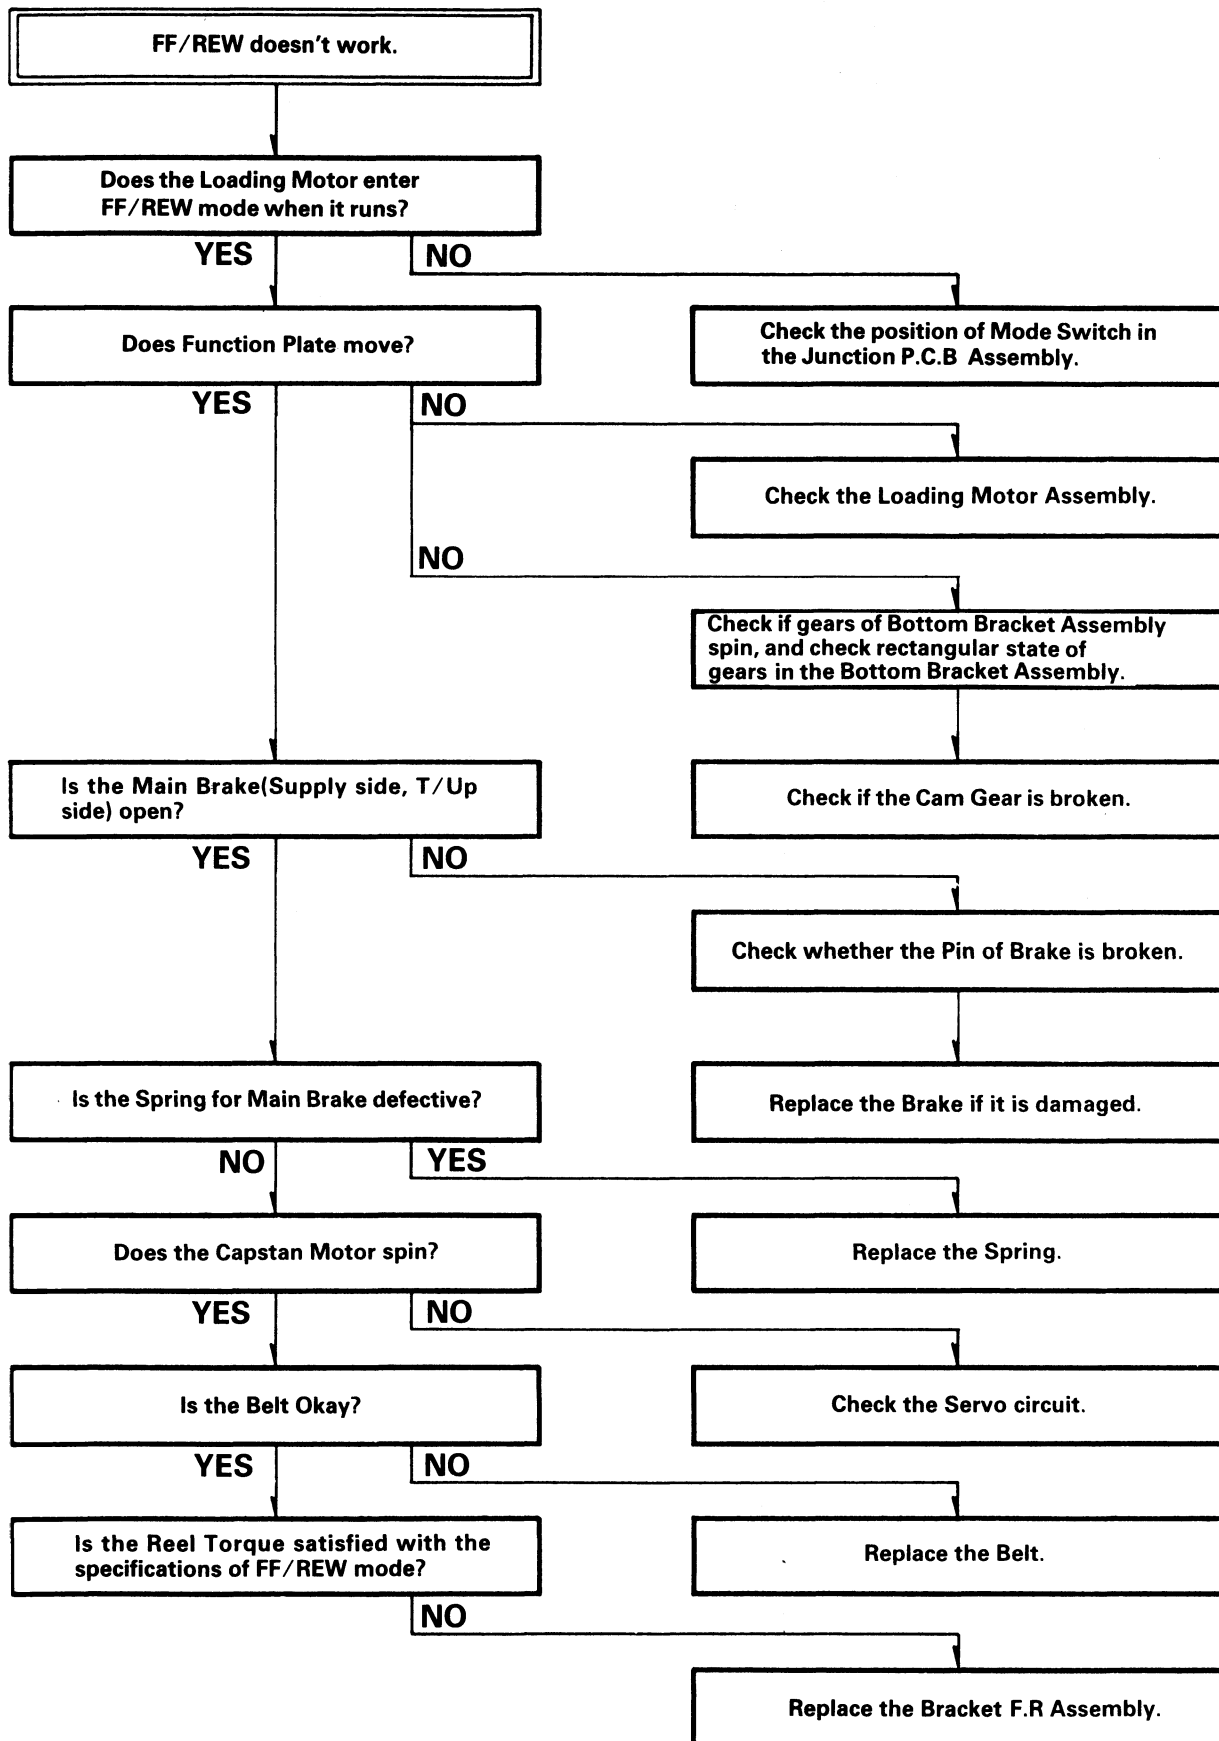 FF/REW doesn't work.
Does the Loading Motor enter
FF/REW mode when it runs?
YES
NO
Does Function Plate move?
Check the position of Mode Switch in
the Junction P.C.B Assembly.
YES
NO
Check the Loading Motor Assembly.
NO
Check if gears of Bottom Bracket Assembly
spin, and check rectangular state of
gears in the Bottom Bracket Assembly.
Is the Main Brake(Supply side, T/Up
side) open?
Check if the Cam Gear is broken.
YES
NO
Check whether the Pin of Brake is broken.
Is the Spring for Main Brake defective?
Replace the Brake if it is damaged.
NO
YES
Does the Capstan Motor spin?
Replace the Spring.
YES
NO
Is the Belt Okay?
Check the Servo circuit.
YES
NO
Is the Reel Torque satisfied with the
specifications of FF/REW mode?
Replace the Belt.
NO
Replace the Bracket F.R Assembly.